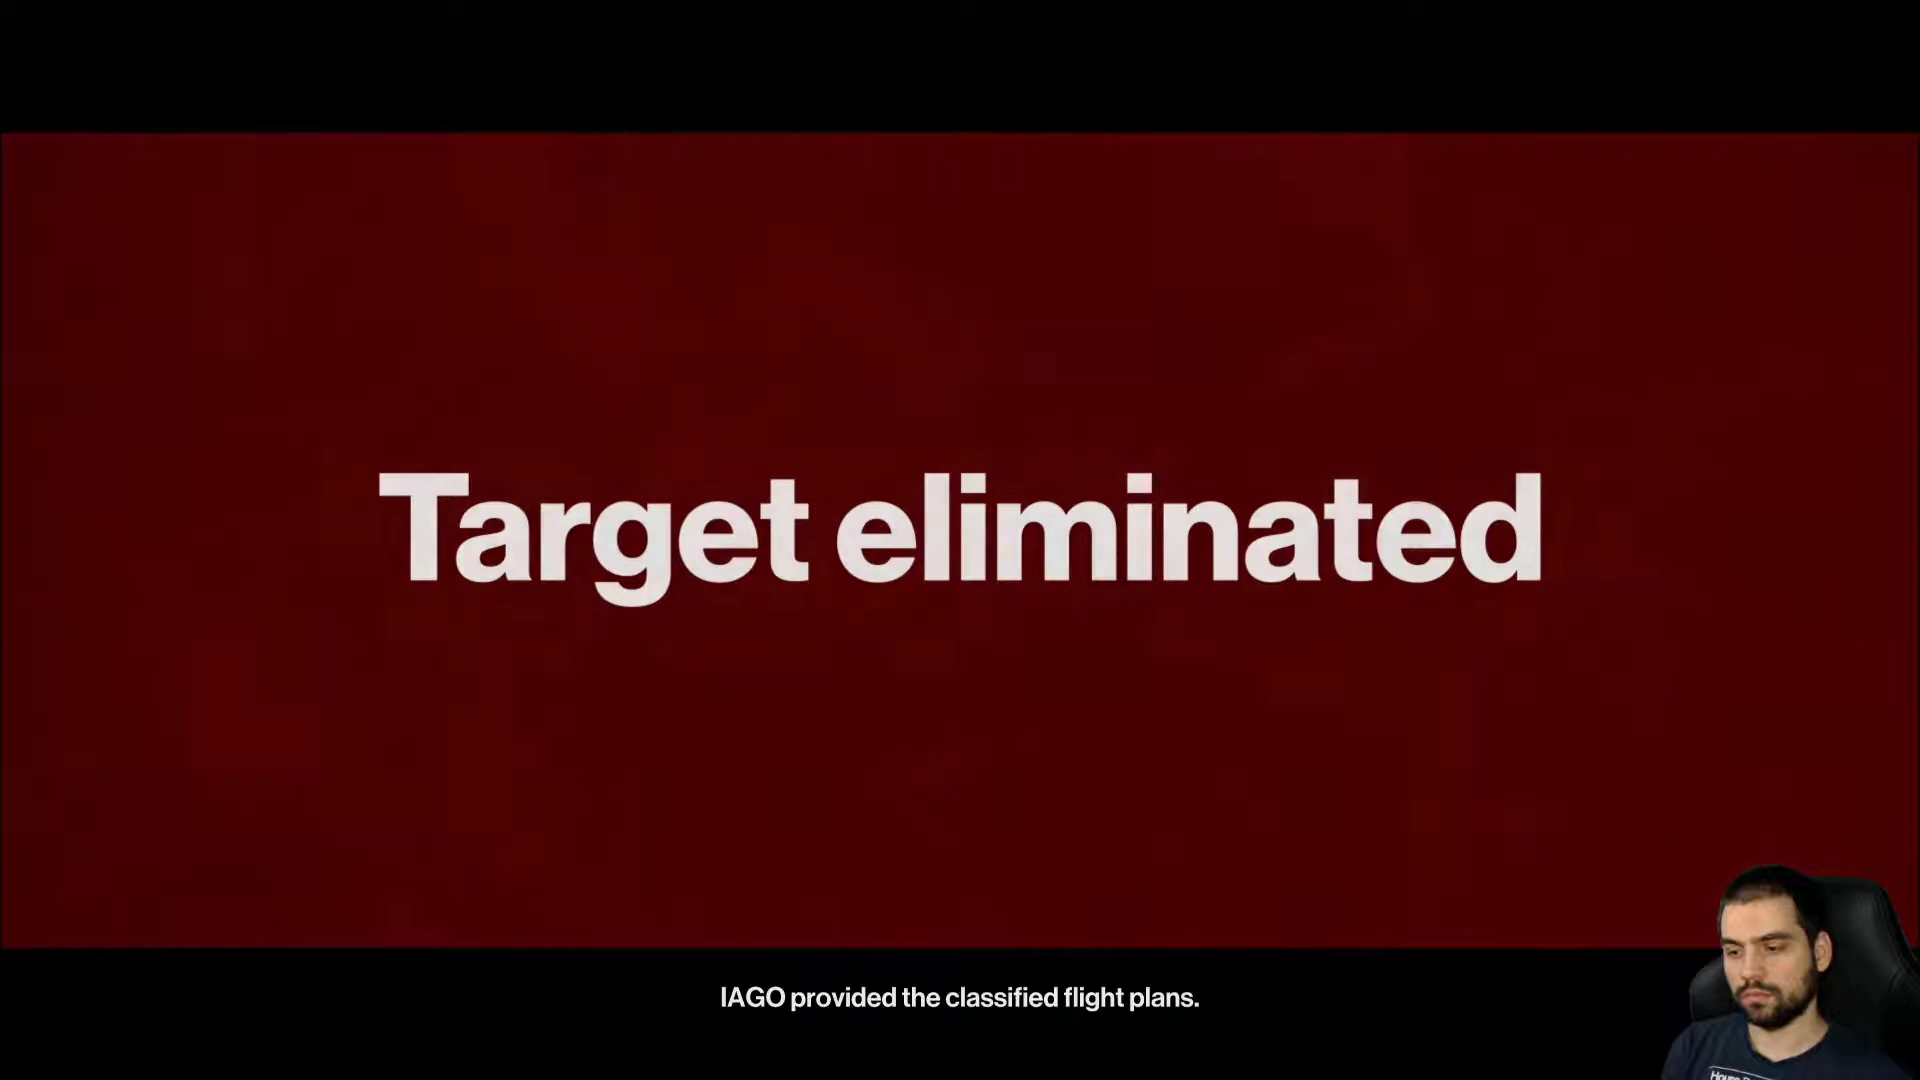 Target eliminated
IAGO provided the classified flight plans.